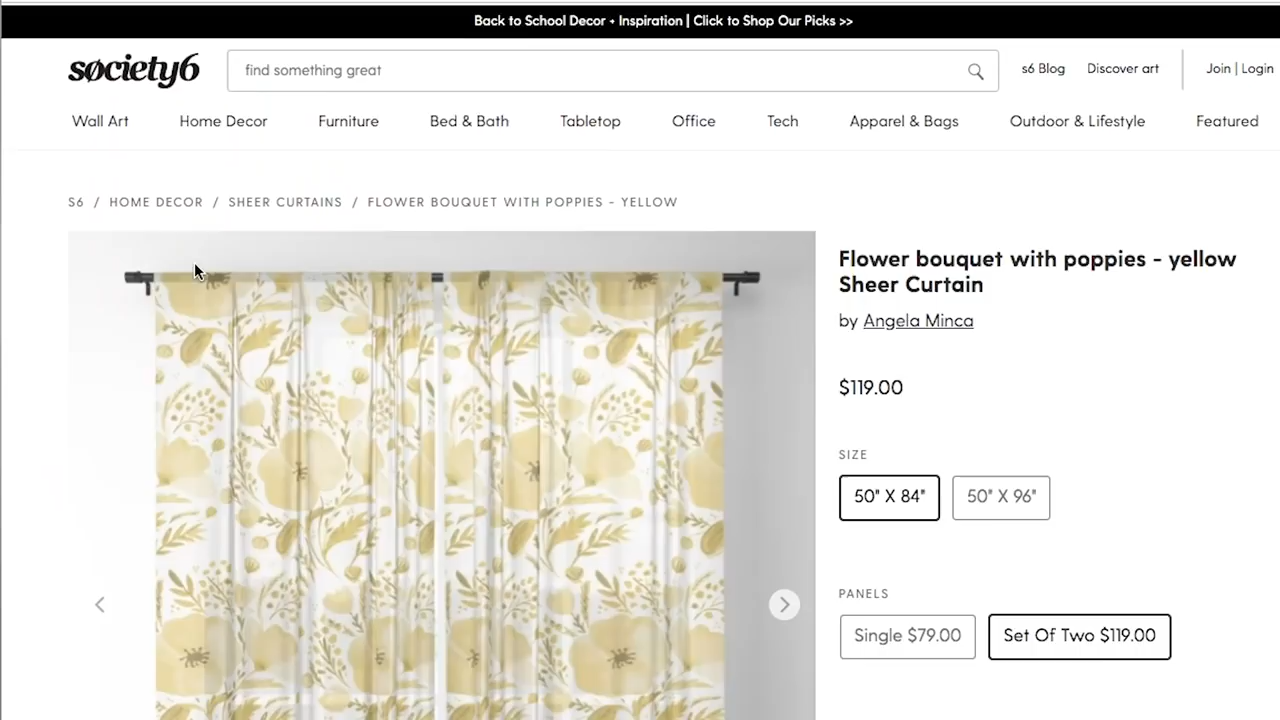 Back to School Decor + Inspiration | Click to Shop Our Picks >>
søciety6
find something great
s6 Blog
Discover art
Join | Login
Wall Art
Home Decor
Furniture
Bed & Bath
Tabletop
Office
Tech
Apparel & Bags
Outdoor & Lifestyle
Featured
S6 / HOME DECOR / SHEER CURTAINS / FLOWER BOUQUET WITH POPPIES - YELLOW
Flower bouquet with poppies - yellow
Sheer Curtain
by Angela Minca
$119.00
SIZE
50" X 84"
50" X 96"
PANELS
Single $79.00
Set Of Two $119.00